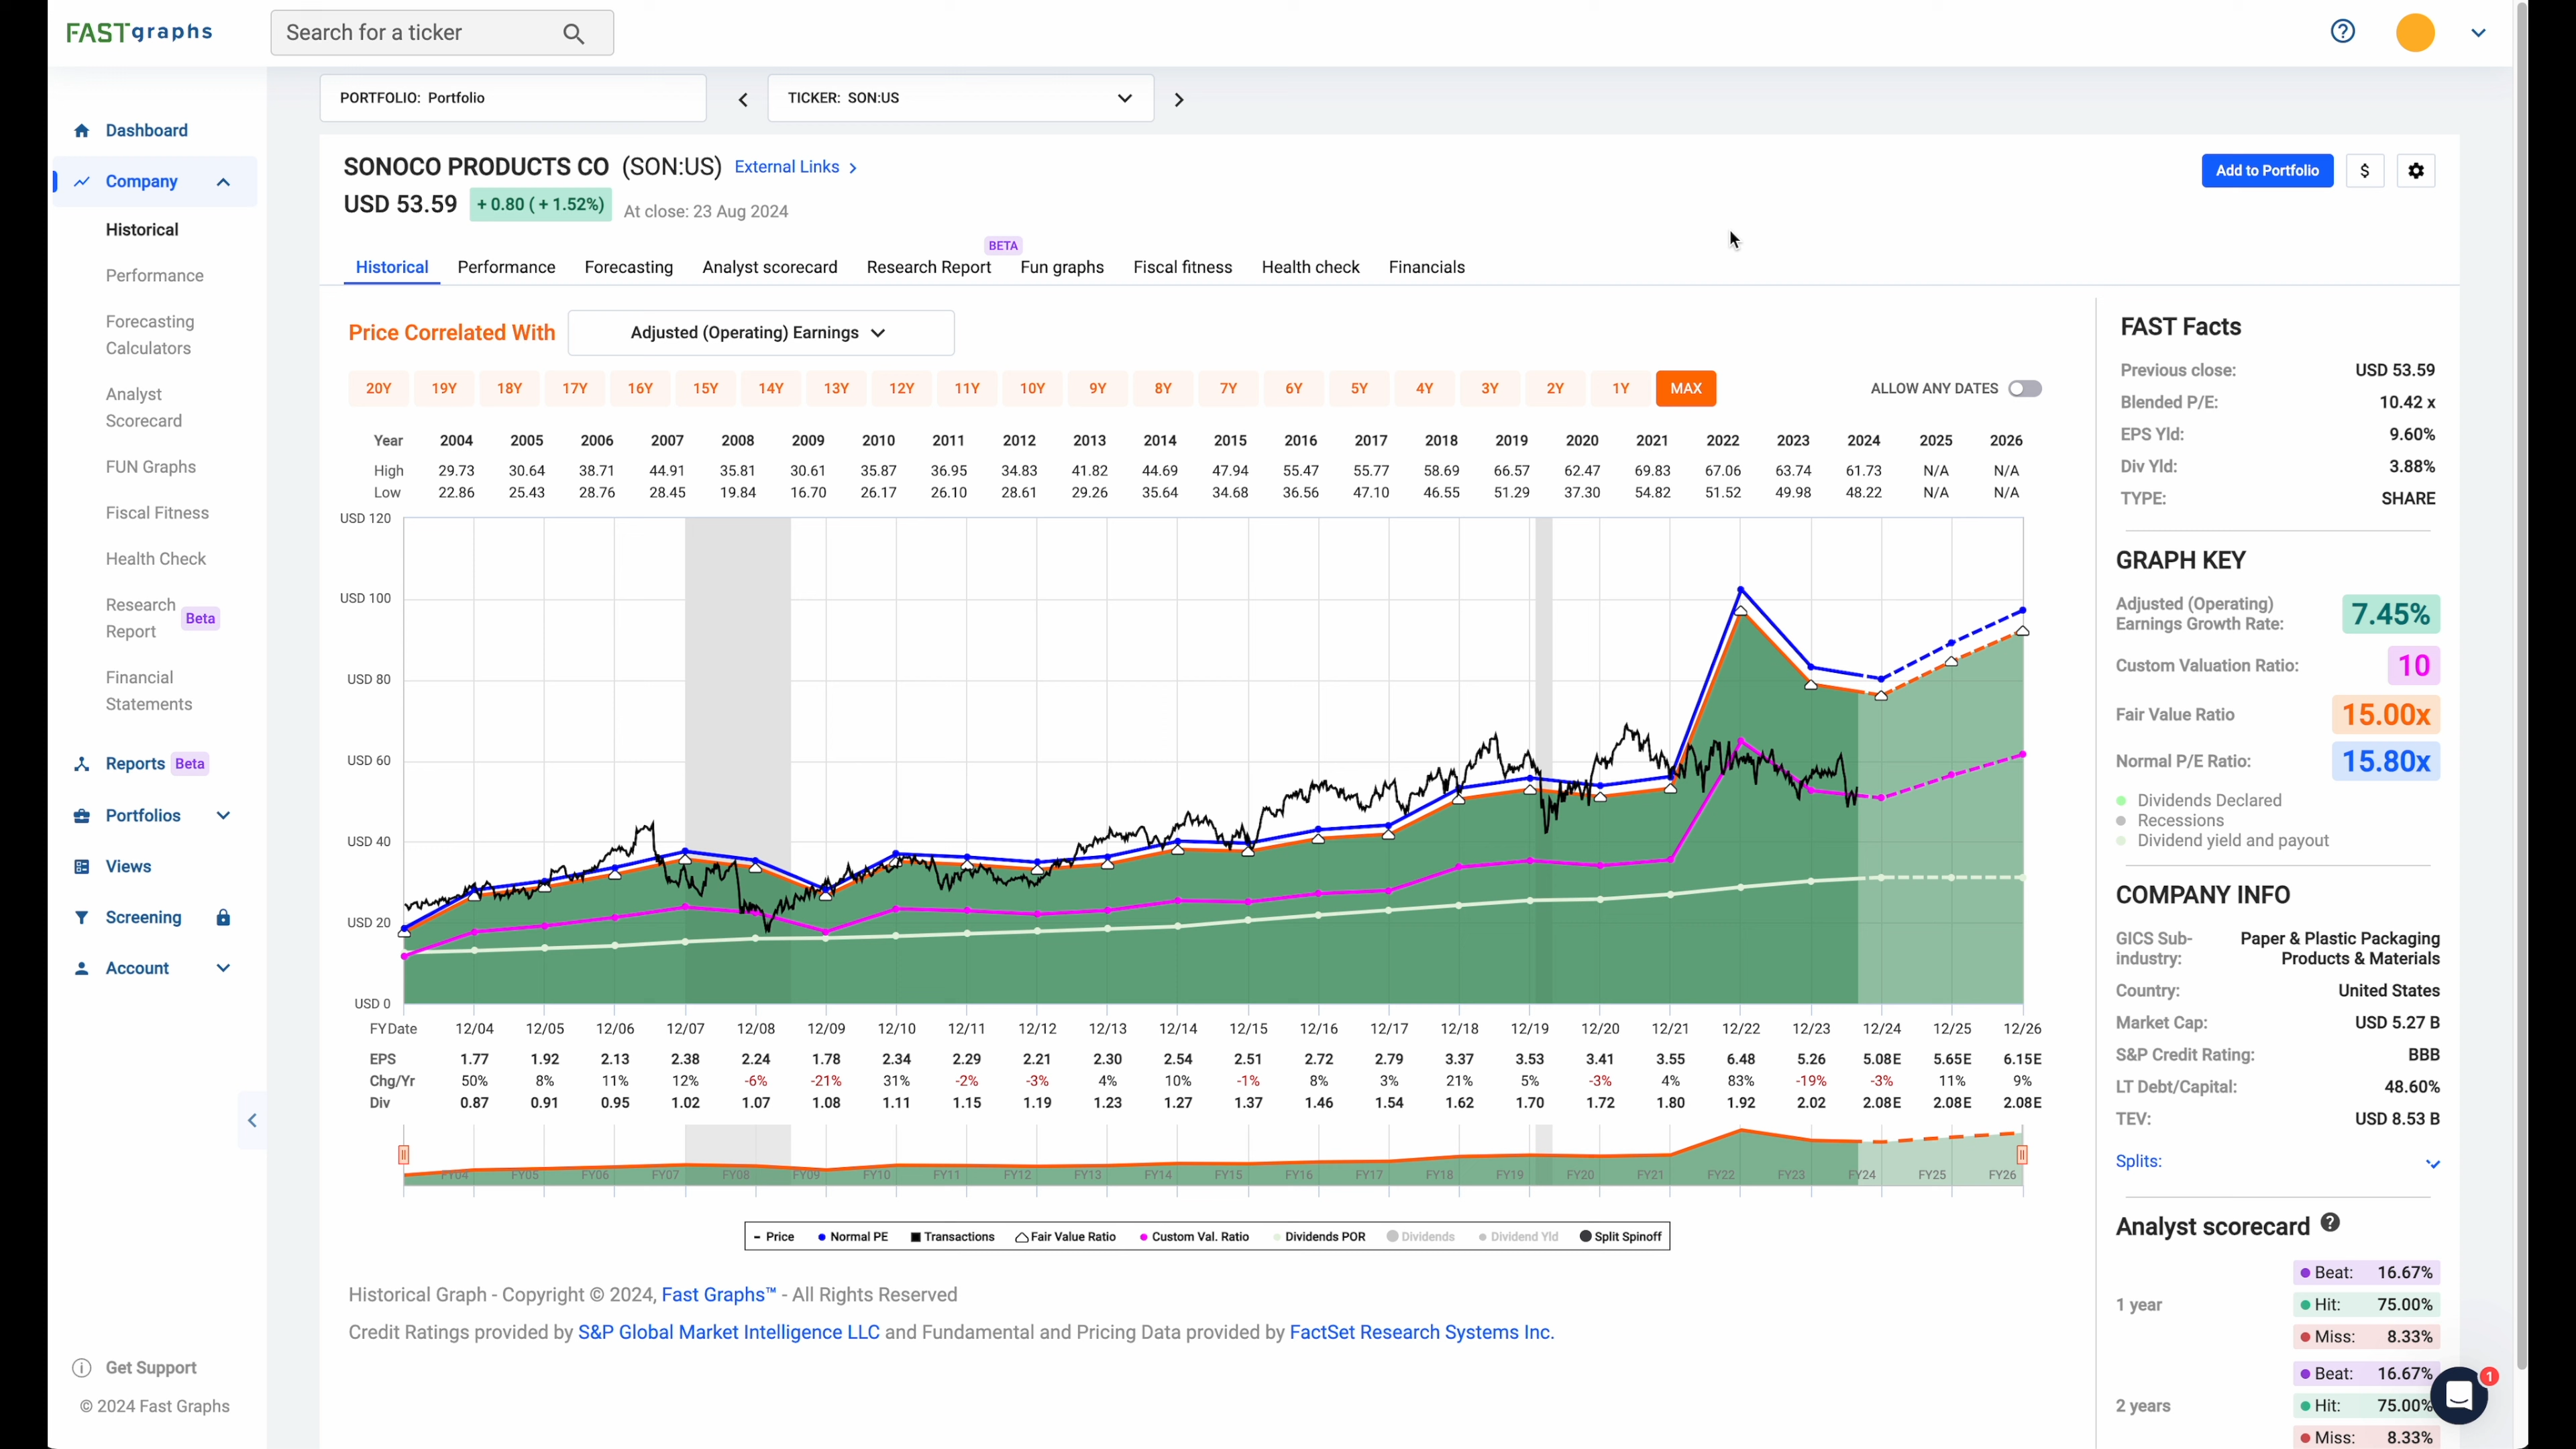 FASTgraphs
Search for a ticker
PORTFOLIO: Portfolio
TICKER: SON:US
Dashboard
Company
Historical
Performance
Forecasting
Calculators
Analyst
Scorecard
FUN Graphs
Fiscal Fitness
Health Check
Research
Report
Beta
Financial
Statements
Reports Beta
Portfolios
Views
Screening
Account
Get Support
© 2024 Fast Graphs
SONOCO PRODUCTS CO (SON:US) External Links
USD 53.59 + 0.80 ( + 1.52%) At close: 23 Aug 2024
Add to Portfolio $
BETA
Historical Performance Forecasting Analyst scorecard Research Report Fun graphs Fiscal fitness Health check Financials
Price Correlated With Adjusted (Operating) Earnings
20Y 19Y 18Y 17Y 16Y 15Y 14Y 13Y 12Y 11Y 10Y 9Y 8Y 7Y 6Y 5Y 4Y 3Y 2Y 1Y MAX ALLOW ANY DATES
Year 2004 2005 2006 2007 2008 2009 2010 2011 2012 2013 2014 2015 2016 2017 2018 2019 2020 2021 2022 2023 2024 2025 2026
High 29.73 30.64 38.71 44.91 35.81 30.61 35.87 36.95 34.83 41.82 44.69 47.94 55.47 55.77 58.69 66.57 62.47 69.83 67.06 63.74 61.73 N/A N/A
Low 22.86 25.43 28.76 28.45 19.84 16.70 26.17 26.10 28.61 29.26 35.64 34.68 36.56 47.10 46.55 51.29 37.30 54.82 51.52 49.98 48.22 N/A N/A
USD 120
USD 100
USD 80
USD 60
USD 40
USD 20
USD 0
FYDate 12/04 12/05 12/06 12/07 12/08 12/09 12/10 12/11 12/12 12/13 12/14 12/15 12/16 12/17 12/18 12/19 12/20 12/21 12/22 12/23 12/24 12/25 12/26
EPS 1.77 1.92 2.13 2.38 2.24 1.78 2.34 2.29 2.21 2.30 2.54 2.51 2.72 2.79 3.37 3.53 3.41 3.55 6.48 5.26 5.08E 5.65E 6.15E
Chg/Yr 50% 8% 11% 12% -6% -21% 31% -2% -3% 4% 10% -1% 8% 3% 21% 5% -3% 4% 83% -19% -3% 11% 9%
Div 0.87 0.91 0.95 1.02 1.07 1.08 1.11 1.15 1.19 1.23 1.27 1.37 1.46 1.54 1.62 1.70 1.72 1.80 1.92 2.02 2.08E 2.08E 2.08E
FY04 FY05 FY06 FY07 FY08 FY09 FY10 FY11 FY12 FY13 FY14 FY15 FY16 FY17 FY18 FY19 FY20 FY21 FY22 FY23 FY24 FY25 FY26
Price Normal PE Transactions Fair Value Ratio Custom Val. Ratio Dividends POR Dividends Dividend Yld Split Spinoff
Historical Graph - Copyright © 2024, Fast Graphs™ - All Rights Reserved
Credit Ratings provided by S&P Global Market Intelligence LLC and Fundamental and Pricing Data provided by FactSet Research Systems Inc.
FAST Facts
Previous close: USD 53.59
Blended P/E: 10.42 x
EPS Yld: 9.60%
Div Yld: 3.88%
TYPE: SHARE
GRAPH KEY
Adjusted (Operating)
Earnings Growth Rate: 7.45%
Custom Valuation Ratio: 10
Fair Value Ratio 15.00x
Normal P/E Ratio: 15.80x
Dividends Declared
Recessions
Dividend yield and payout
COMPANY INFO
GICS Sub- Paper & Plastic Packaging
industry: Products & Materials
Country: United States
Market Cap: USD 5.27 B
S&P Credit Rating: BBB
LT Debt/Capital: 48.60%
TEV: USD 8.53 B
Splits:
Analyst scorecard ?
Beat: 16.67%
1 year Hit: 75.00%
Miss: 8.33%
Beat: 16.67%
2 years Hit: 75.00%
Miss: 8.33%
1